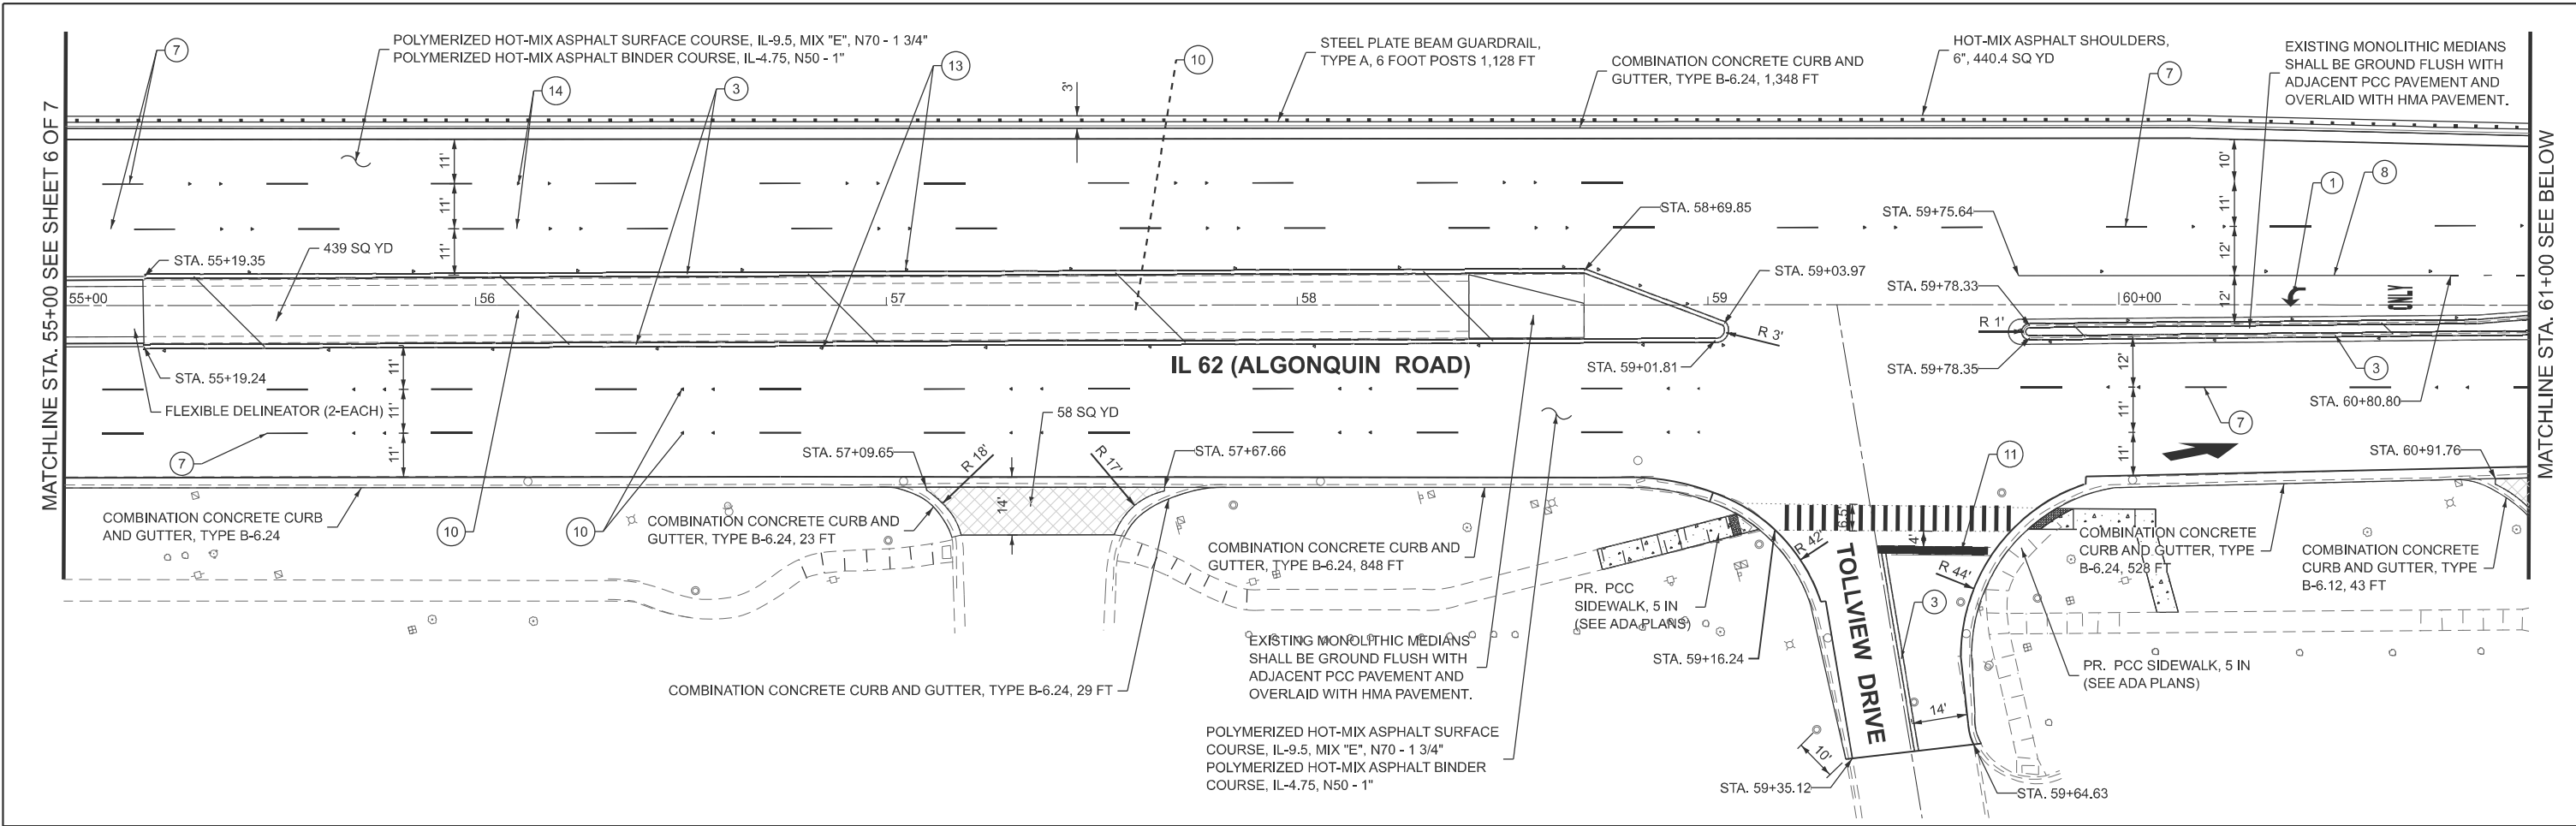 MATCHLINE STA. 55+00 SEE SHEET 6 OF 7
7
POLYMERIZED HOT-MIX ASPHALT SURFACE COURSE, IL-9.5, MIX "E", N70 - 1 3/4"
POLYMERIZED HOT-MIX ASPHALT BINDER COURSE, IL-4.75, N50 - 1"
14
3
13
10
3'
STEEL PLATE BEAM GUARDRAIL,
TYPE A, 6 FOOT POSTS 1,128 FT
COMBINATION CONCRETE CURB AND
GUTTER, TYPE B-6.24, 1,348 FT
HOT-MIX ASPHALT SHOULDERS,
6", 440.4 SQ YD
7
EXISTING MONOLITHIC MEDIANS
SHALL BE GROUND FLUSH WITH
ADJACENT PCC PAVEMENT AND
OVERLAID WITH HMA PAVEMENT.
MATCHLINE STA. 61+00 SEE BELOW
11'
11'
11'
10'
11'
12'
12'
1
8
439 SQ YD
STA. 55+19.35
STA. 58+69.85
STA. 59+75.64
STA. 59+03.97
STA. 59+78.33
55+00
56
57
58
59
60+00
ONLY
R 3'
R 1'
IL 62 (ALGONQUIN ROAD)
STA. 55+19.24
STA. 59+01.81
STA. 59+78.35
3
FLEXIBLE DELINEATOR (2-EACH)
11'
11'
11'
58 SQ YD
12'
11'
11'
STA. 60+80.80
7
7
STA. 57+09.65
R 18'
R 17'
STA. 57+67.66
11
STA. 60+91.76
14'
COMBINATION CONCRETE CURB
AND GUTTER, TYPE B-6.24
10
10
COMBINATION CONCRETE CURB AND
GUTTER, TYPE B-6.24, 23 FT
COMBINATION CONCRETE CURB AND
GUTTER, TYPE B-6.24, 848 FT
6.5'
4'
R 42'
R 44'
COMBINATION CONCRETE
CURB AND GUTTER, TYPE
B-6.24, 528 FT
COMBINATION CONCRETE
CURB AND GUTTER, TYPE
B-6.12, 43 FT
PR. PCC
SIDEWALK, 5 IN
(SEE ADA PLANS)
3
TOLLVIEW DRIVE
EXISTING MONOLITHIC MEDIANS
SHALL BE GROUND FLUSH WITH
ADJACENT PCC PAVEMENT AND
OVERLAID WITH HMA PAVEMENT.
STA. 59+16.24
PR. PCC SIDEWALK, 5 IN
(SEE ADA PLANS)
COMBINATION CONCRETE CURB AND GUTTER, TYPE B-6.24, 29 FT
14'
10'
POLYMERIZED HOT-MIX ASPHALT SURFACE
COURSE, IL-9.5, MIX "E", N70 - 1 3/4"
POLYMERIZED HOT-MIX ASPHALT BINDER
COURSE, IL-4.75, N50 - 1"
STA. 59+35.12
STA. 59+64.63